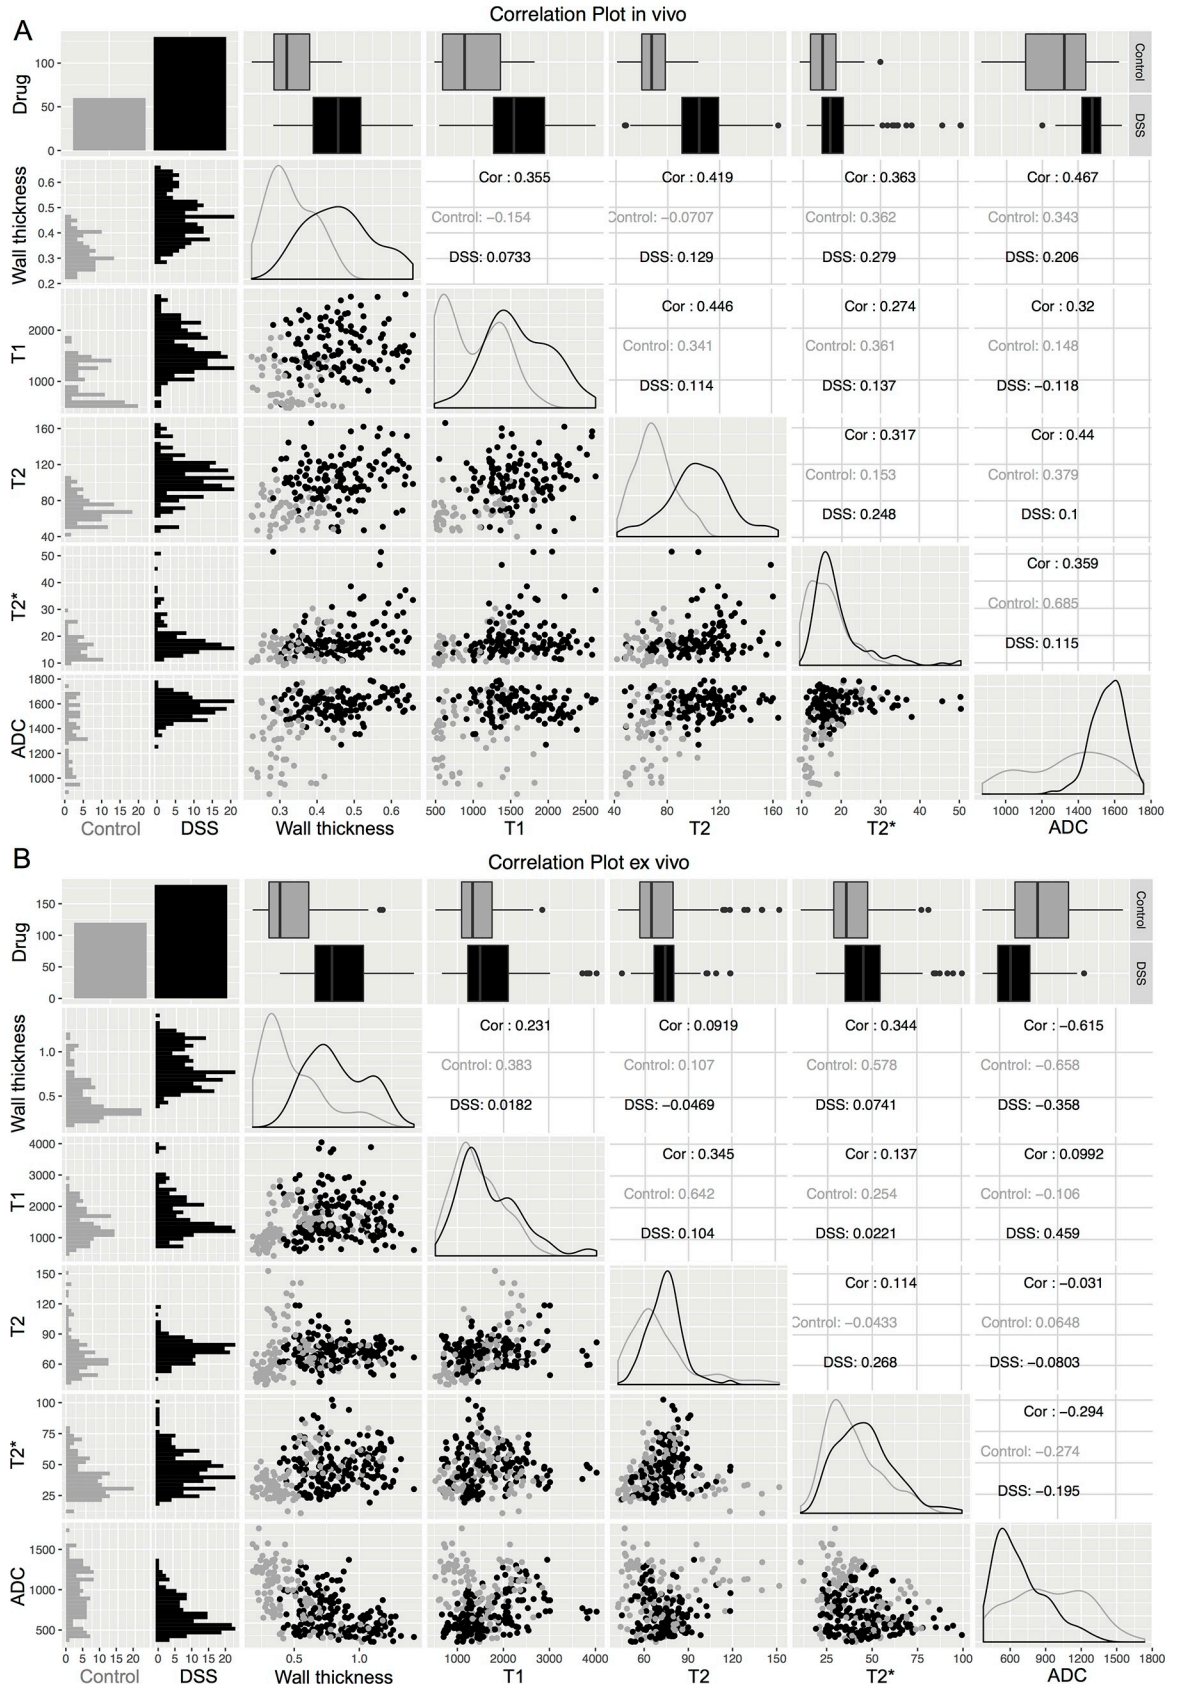 A
Correlation Plot in vivo
Drug
100
50
0
Control
DSS
Wall thickness
0.6
0.5
0.4
0.3
0.2
Cor : 0.355
Control: −0.154
DSS: 0.0733
Cor : 0.419
Control: −0.0707
DSS: 0.129
Cor : 0.363
Control: 0.362
DSS: 0.279
Cor : 0.467
Control: 0.343
DSS: 0.206
T1
2000
1000
Cor : 0.446
Control: 0.341
DSS: 0.114
Cor : 0.274
Control: 0.361
DSS: 0.137
Cor : 0.32
Control: 0.148
DSS: −0.118
T2
160
120
80
40
Cor : 0.317
Control: 0.153
DSS: 0.248
Cor : 0.44
Control: 0.379
DSS: 0.1
T2*
50
40
30
20
10
Cor : 0.359
Control: 0.685
DSS: 0.115
ADC
1800
1600
1400
1200
1000
0 5 10 15 20 0 5 10 15 20 0.3 0.4 0.5 0.6 500 1000 1500 2000 2500 40 80 120 160 10 20 30 40 50 1000 1200 1400 1600 1800
Control DSS Wall thickness T1 T2 T2* ADC
B
Correlation Plot ex vivo
Drug
150
100
50
0
Control
DSS
Wall thickness
1.0
0.5
Cor : 0.231
Control: 0.383
DSS: 0.0182
Cor : 0.0919
Control: 0.107
DSS: −0.0469
Cor : 0.344
Control: 0.578
DSS: 0.0741
Cor : −0.615
Control: −0.658
DSS: −0.358
T1
4000
3000
2000
1000
Cor : 0.345
Control: 0.642
DSS: 0.104
Cor : 0.137
Control: 0.254
DSS: 0.0221
Cor : 0.0992
Control: −0.106
DSS: 0.459
T2
150
120
90
60
Cor : 0.114
Control: −0.0433
DSS: 0.268
Cor : −0.031
Control: 0.0648
DSS: −0.0803
T2*
100
75
50
25
Cor : −0.294
Control: −0.274
DSS: −0.195
ADC
1500
1000
500
0 5 10 15 20 0 5 10 15 20 0.5 1.0 1000 2000 3000 4000 60 90 120 150 25 50 75 100 600 900 1200 1500 1800
Control DSS Wall thickness T1 T2 T2* ADC